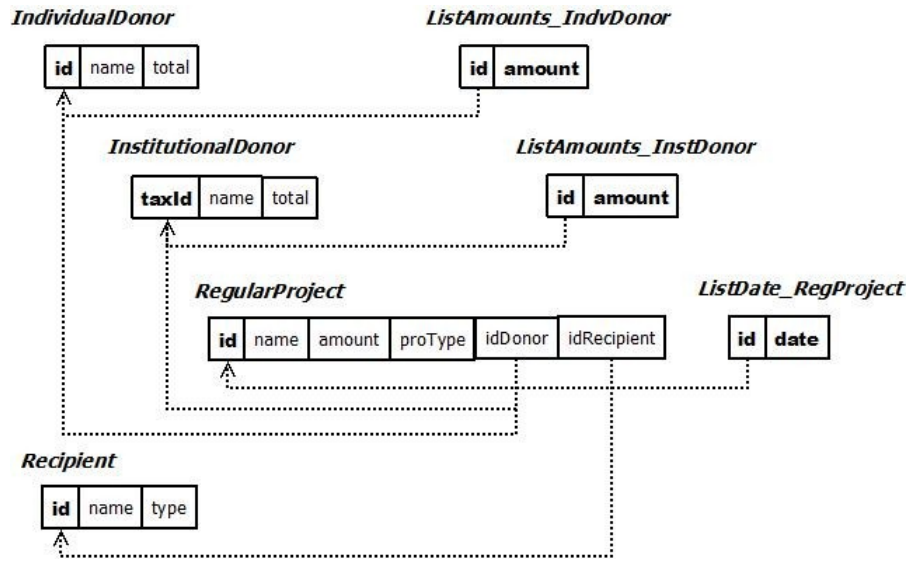 IndividualDonor ListAmounts_IndvDonor
id name total id amount
InstitutionalDonor ListAmounts_InstDonor
taxId name total id amount
RegularProject ListDate_RegProject
id name amount proType idDonor idRecipient id date
Recipient
id name type